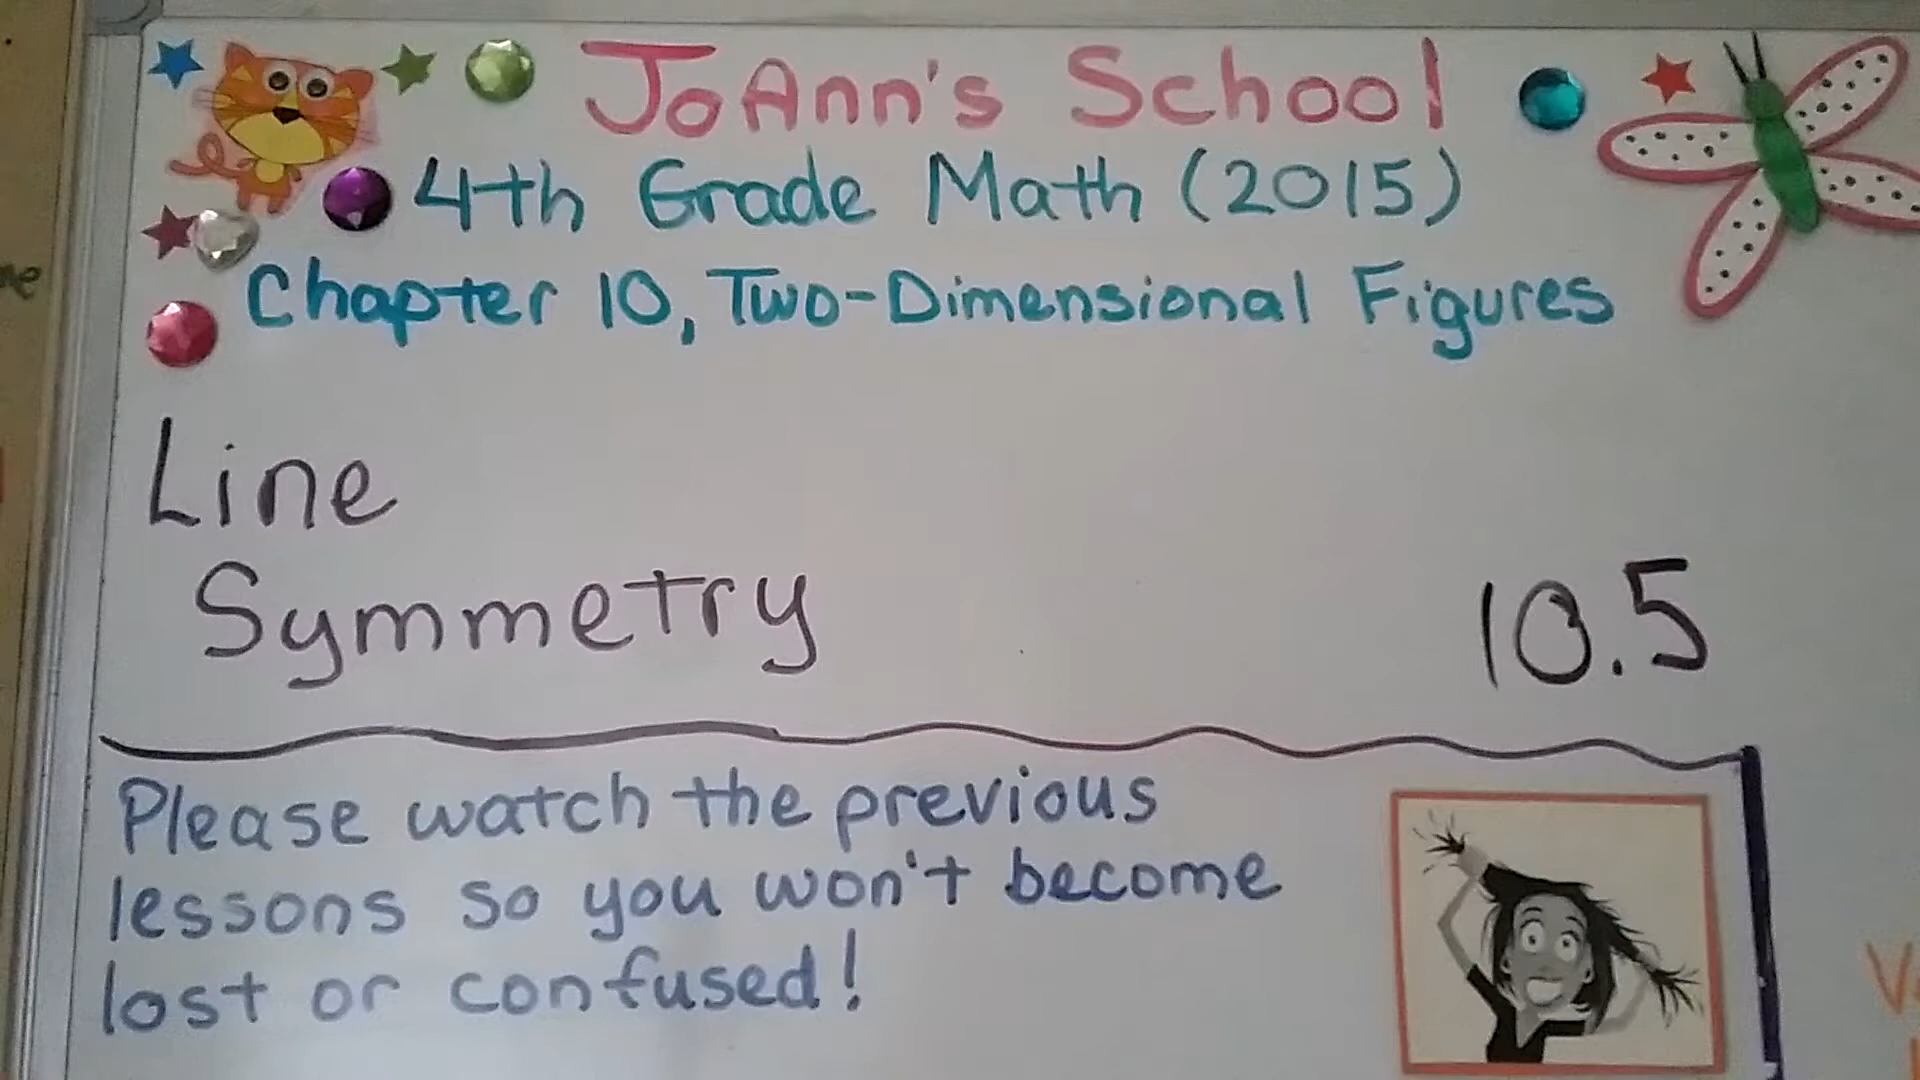 JoAnn's School
4th Grade Math (2015)
Chapter 10, Two-Dimensional Figures
Line
Symmetry
10.5
Please watch the previous
lessons so you won't become
lost or confused!